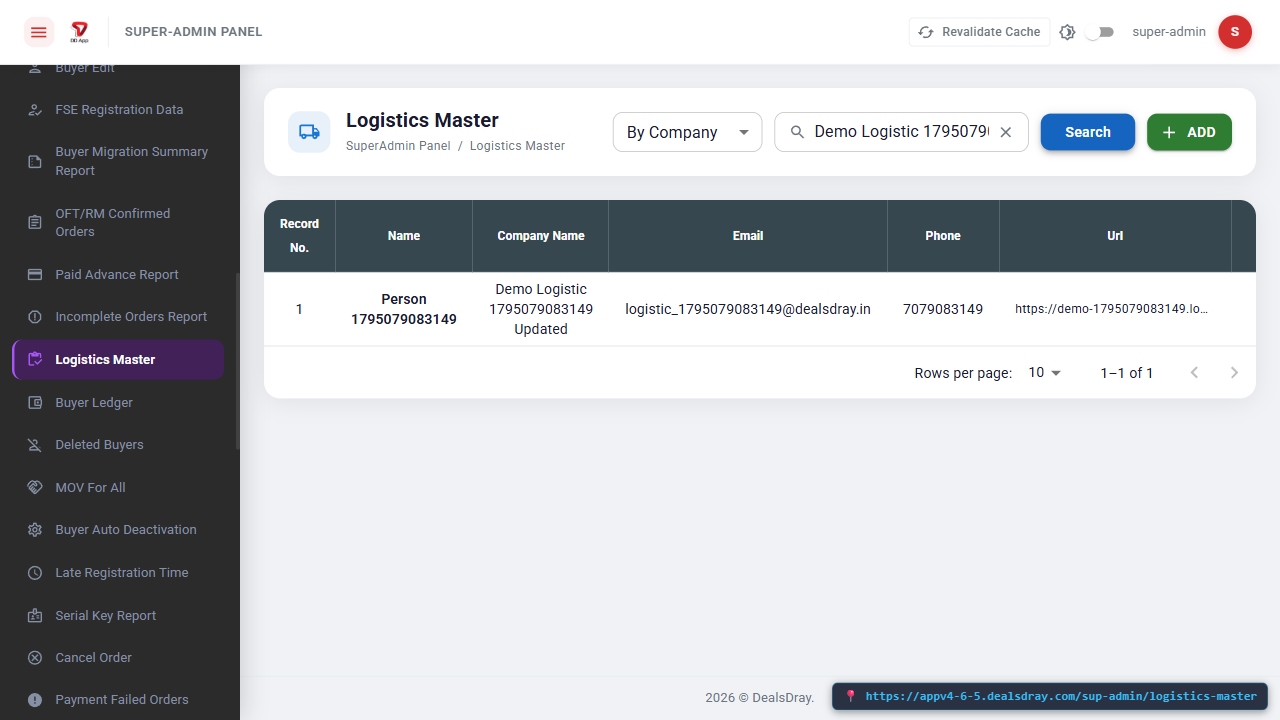 DD App
SUPER-ADMIN PANEL
Revalidate Cache
super-admin
S
Buyer Edit
FSE Registration Data
Buyer Migration Summary
Report
OFT/RM Confirmed
Orders
Paid Advance Report
Incomplete Orders Report
Logistics Master
Buyer Ledger
Deleted Buyers
MOV For All
Buyer Auto Deactivation
Late Registration Time
Serial Key Report
Cancel Order
Payment Failed Orders
Logistics Master
SuperAdmin Panel / Logistics Master
By Company
Demo Logistic 1795079(
Search
ADD
Record
No.
Name
Company Name
Email
Phone
Url
1
Person
1795079083149
Demo Logistic
1795079083149
Updated
logistic_1795079083149@dealsdray.in
7079083149
https://demo-1795079083149.lo…
Rows per page:
10
1–1 of 1
2026 © DealsDray.
https://appv4-6-5.dealsdray.com/sup-admin/logistics-master